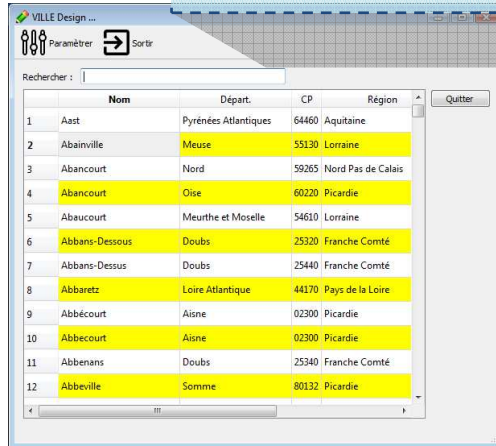 VILLE Design ...
Paramètrer Sortir
Rechercher :
Nom Départ. CP Région Quitter
1 Aast Pyrénées Atlantiques 64460 Aquitaine
2 Abainville Meuse 55130 Lorraine
3 Abancourt Nord 59265 Nord Pas de Calais
4 Abancourt Oise 60220 Picardie
5 Abaucourt Meurthe et Moselle 54610 Lorraine
6 Abbans-Dessous Doubs 25320 Franche Comté
7 Abbans-Dessus Doubs 25440 Franche Comté
8 Abbaretz Loire Atlantique 44170 Pays de la Loire
9 Abbécourt Aisne 02300 Picardie
10 Abbecourt Aisne 02300 Picardie
11 Abbenans Doubs 25340 Franche Comté
12 Abbeville Somme 80132 Picardie